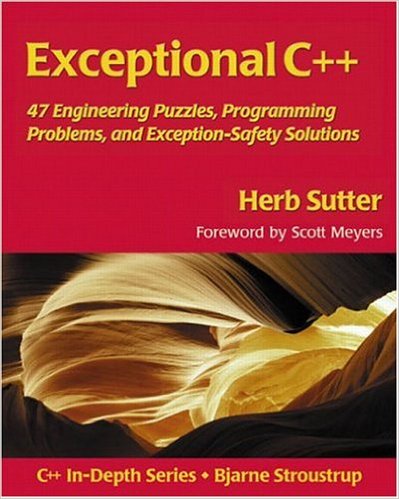 Exceptional C++
47 Engineering Puzzles, Programming
Problems, and Exception-Safety Solutions
Herb Sutter
Foreword by Scott Meyers
C++ In-Depth Series • Bjarne Stroustrup